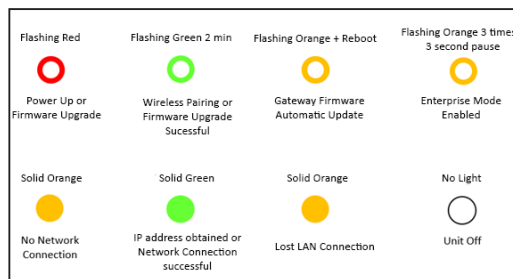 Flashing Red
Flashing Green 2 min
Flashing Orange + Reboot
Flashing Orange 3 times
3 second pause
Power Up or
Firmware Upgrade
Wireless Pairing or
Firmware Upgrade
Sucessful
Gateway Firmware
Automatic Update
Enterprise Mode
Enabled
Solid Orange
Solid Green
Solid Orange
No Light
No Network
Connection
IP address obtained or
Network Connection
successful
Lost LAN Connection
Unit Off